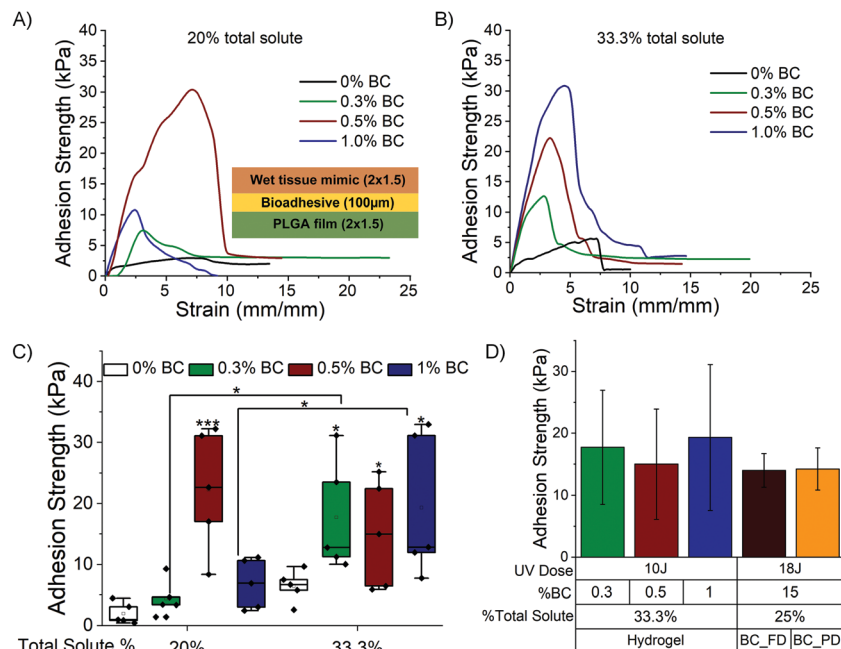 A)
20% total solute
0% BC
0.3% BC
0.5% BC
1.0% BC
Wet tissue mimic (2x1.5)
Bioadhesive (100µm)
PLGA film (2x1.5)
Adhesion Strength (kPa)
40
35
30
25
20
15
10
5
0
0 5 10 15 20 25
Strain (mm/mm)
B)
33.3% total solute
0% BC
0.3% BC
0.5% BC
1.0% BC
Adhesion Strength (kPa)
40
35
30
25
20
15
10
5
0
0 5 10 15 20 25
Strain (mm/mm)
C)
0% BC 0.3% BC 0.5% BC 1% BC
Adhesion Strength (kPa)
40
30
20
10
0
*
*
***
*
*
*
Total Solute % 20% 33.3%
D)
Adhesion Strength (kPa)
30
20
10
0
UV Dose 10J 18J
%BC 0.3 0.5 1 15
%Total Solute 33.3% 25%
Hydrogel BC_FD BC_PD